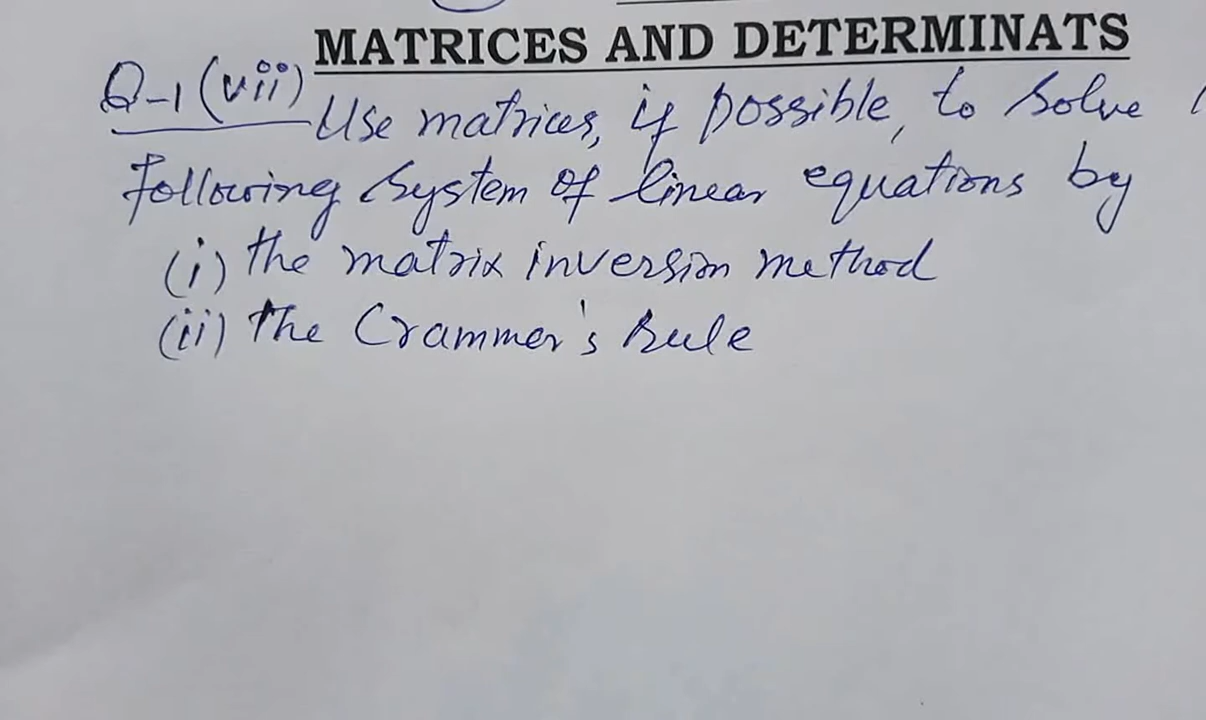 MATRICES AND DETERMINATS
Q-1 (vii) Use matrices, if possible, to solve
following system of linear equations by
(i) the matrix inversion method
(ii) the Crammer's Rule